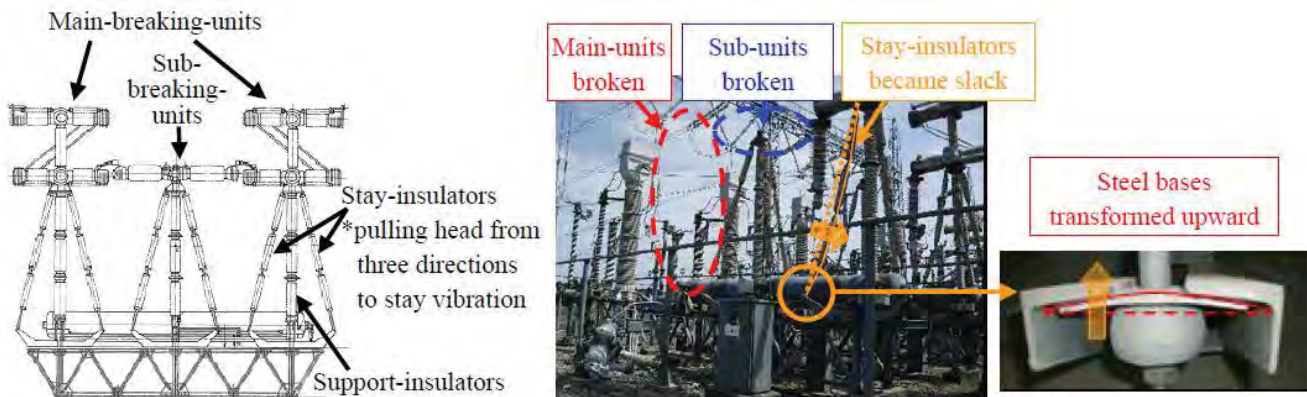 Main-breaking-units
Sub-
breaking-
units
Stay-insulators
*pulling head from
three directions
to stay vibration
Support-insulators
Main-units
broken
Sub-units
broken
Stay-insulators
became slack
Steel bases
transformed upward